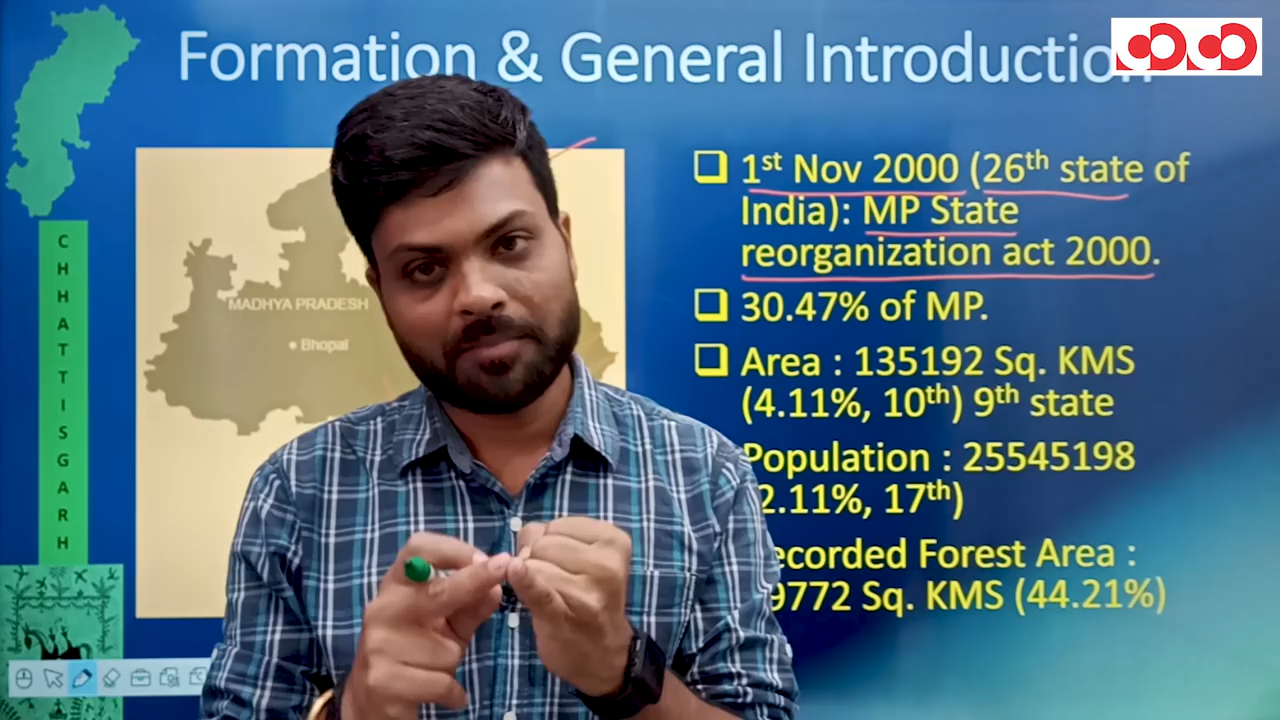 Formation & General Introduction
CHHATTISGARH
MADHYA PRADESH
Bhopal
1st Nov 2000 (26th state of
India): MP State
reorganization act 2000.
30.47% of MP.
Area : 135192 Sq. KMS
(4.11%, 10th) 9th state
Population : 25545198
2.11%, 17th)
Forest Area :
9772 Sq. KMS (44.21%)